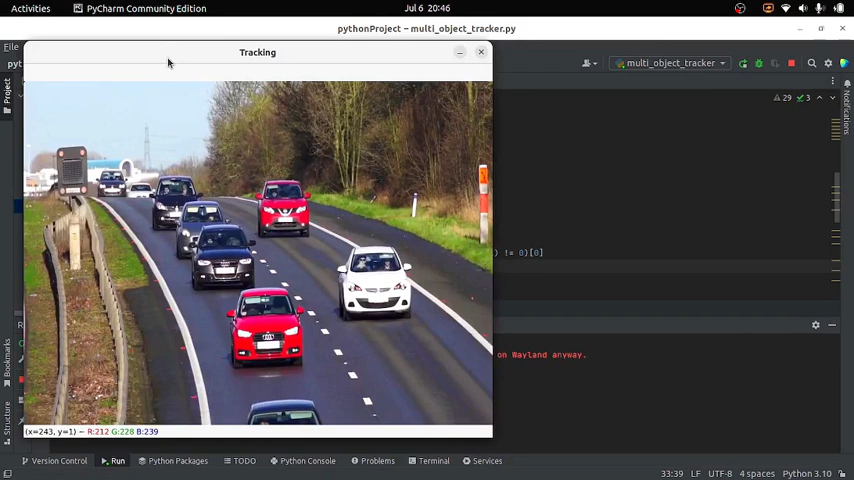 Activities
PyCharm Community Edition
Jul 6 20:46
pythonProject – multi_object_tracker.py
File
Tracking
pyt
multi_object_tracker
Project
29
3
Notifications
) != 0)[0]
on Wayland anyway.
Bookmarks
Structure
(x=243, y=1) ~ R:212 G:228 B:239
Version Control
Run
Python Packages
TODO
Python Console
Problems
Terminal
Services
33:39 LF UTF-8 4 spaces Python 3.10